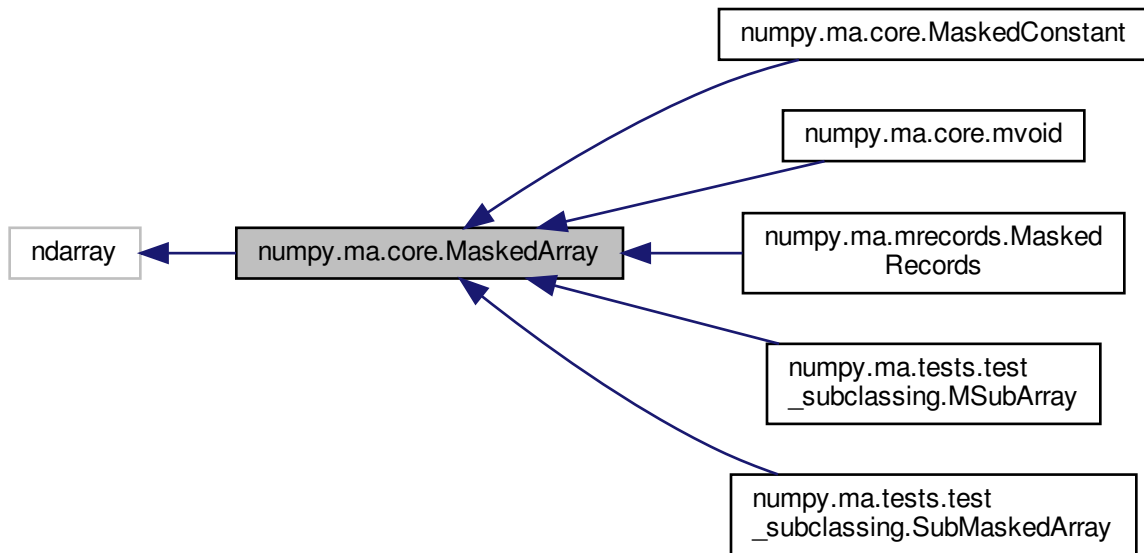 numpy.ma.core.MaskedConstant
numpy.ma.core.mvoid
ndarray
numpy.ma.core.MaskedArray
numpy.ma.mrecords.Masked
Records
numpy.ma.tests.test
_subclassing.MSubArray
numpy.ma.tests.test
_subclassing.SubMaskedArray